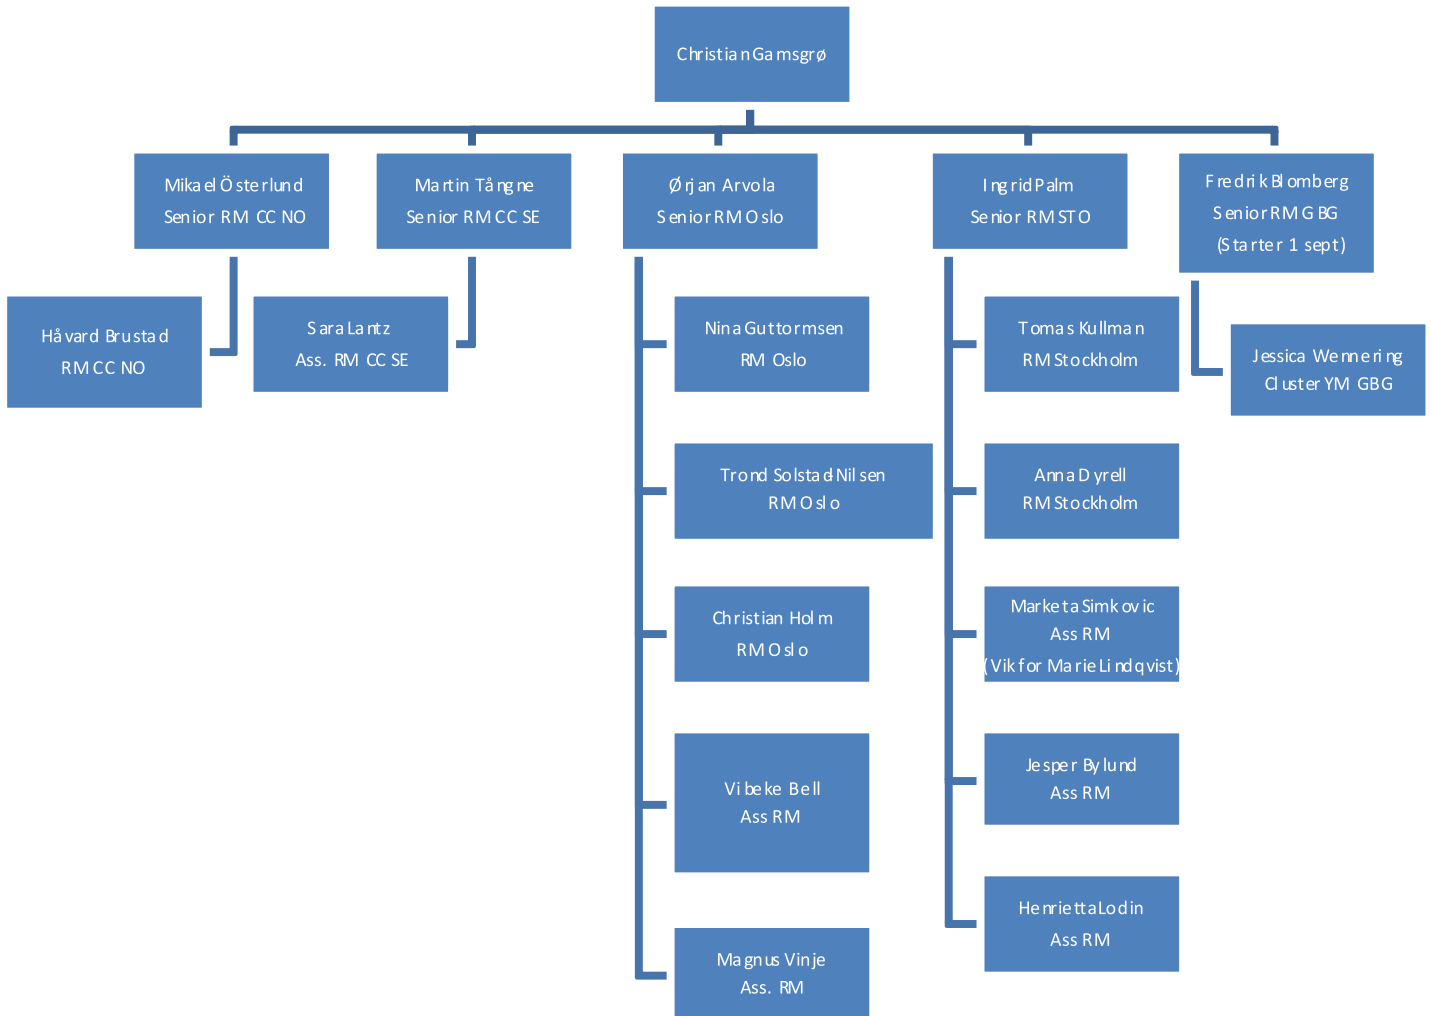 Christian Gamsgrø
Mikael Österlund
Senior RM CC NO
Martin Tångne
Senior RM CC SE
Ørjan Arvola
Senior RM Oslo
Ingrid Palm
Senior RM STO
Fredrik Blomberg
Senior RM GBG
(Starter 1 sept)
Håvard Brustad
RM CC NO
Sara Lantz
Ass. RM CC SE
Nina Guttormsen
RM Oslo
Tomas Kullman
RM Stockholm
Jessica Wennering
Cluster YM GBG
Trond Solstad-Nilsen
RM Oslo
Anna Dyrell
RM Stockholm
Christian Holm
RM Oslo
Marketa Simkovic
Ass RM
(Vik for Marie Lindqvist)
Vibeke Bell
Ass RM
Jesper Bylund
Ass RM
Henrietta Lodin
Ass RM
Magnus Vinje
Ass. RM